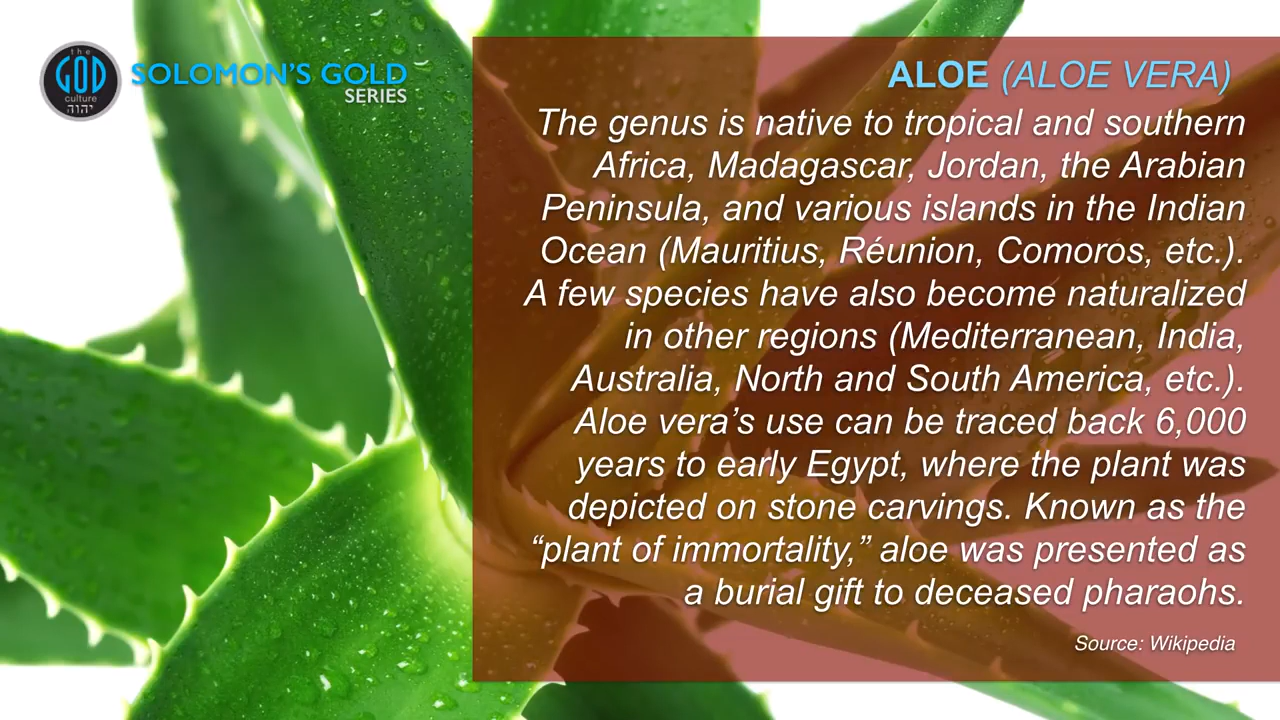 the
GOD
culture
יהוה
SOLOMON'S GOLD
SERIES
ALOE (ALOE VERA)
The genus is native to tropical and southern
Africa, Madagascar, Jordan, the Arabian
Peninsula, and various islands in the Indian
Ocean (Mauritius, Réunion, Comoros, etc.).
A few species have also become naturalized
in other regions (Mediterranean, India,
Australia, North and South America, etc.).
Aloe vera’s use can be traced back 6,000
years to early Egypt, where the plant was
depicted on stone carvings. Known as the
“plant of immortality,” aloe was presented as
a burial gift to deceased pharaohs.
Source: Wikipedia